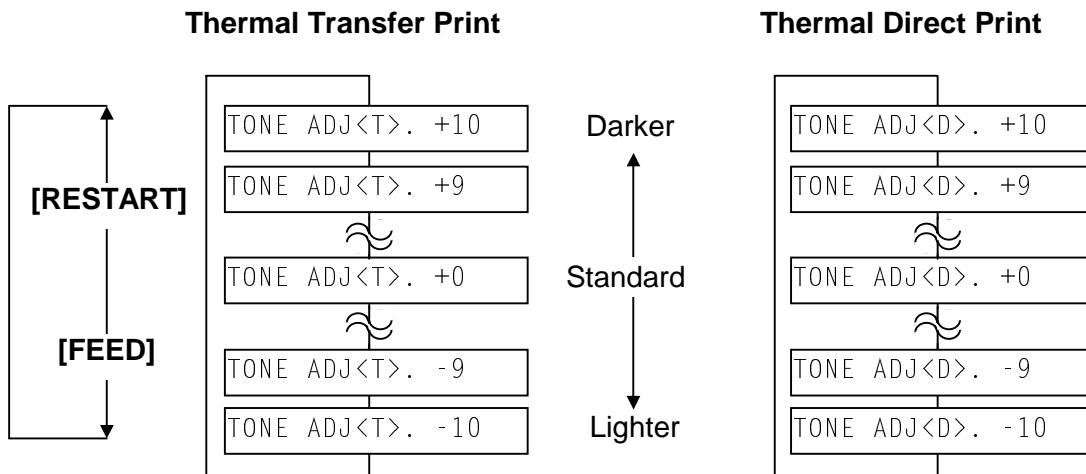 Thermal Transfer Print
Thermal Direct Print
TONE ADJ<T>. +10
Darker
TONE ADJ<D>. +10
[RESTART]
TONE ADJ<T>. +9
TONE ADJ<D>. +9
TONE ADJ<T>. +0
Standard
TONE ADJ<D>. +0
[FEED]
TONE ADJ<T>. -9
TONE ADJ<D>. -9
TONE ADJ<T>. -10
Lighter
TONE ADJ<D>. -10